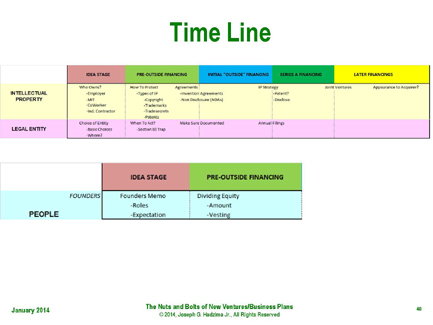 Time Line
IDEA STAGE PRE-OUTSIDE FINANCING INITIAL "OUTSIDE" FINANCING SERIES A FINANCING LATER FINANCINGS
INTELLECTUAL PROPERTY
Who Owns? How To Protect Agreements IP Strategy Joint Ventures Appearance to Acquirer?
-Employer -Types of IP -Invention Agreements -Patent?
-MIT -Copyright -Non Disclosure (NDAs) -Disclose
-CoWorker -Trademarks
-Ind. Contractor -Tradesecrets
-Patents
LEGAL ENTITY
Choice of Entity When To Fol? Make Sure Documented Annual Filings
-Basic Choices -Section 83 Trap
-Where?
IDEA STAGE PRE-OUTSIDE FINANCING
FOUNDERS Founders Memo Dividing Equity
-Roles -Amount
PEOPLE -Expectation -Vesting
January 2014
The Nuts and Bolts of New Ventures/Business Plans
© 2014, Joseph G. Hadzima Jr., All Rights Reserved
40